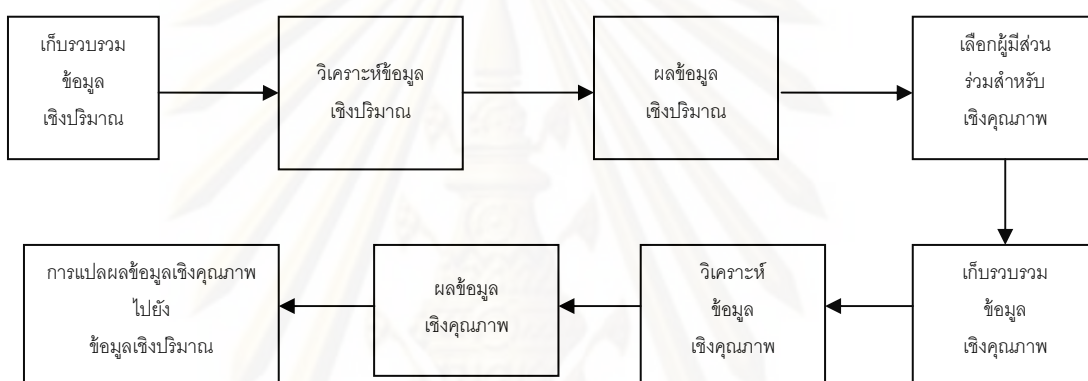 เก็บรวบรวม
ข้อมูล
เชิงปริมาณ
วิเคราะห์ข้อมูล
เชิงปริมาณ
ผลข้อมูล
เชิงปริมาณ
เลือกผู้มีส่วน
ร่วมสำหรับ
เชิงคุณภาพ
เก็บรวบรวม
ข้อมูล
เชิงคุณภาพ
วิเคราะห์
ข้อมูล
เชิงคุณภาพ
ผลข้อมูล
เชิงคุณภาพ
การแปลผลข้อมูลเชิงคุณภาพ
ไปยัง
ข้อมูลเชิงปริมาณ